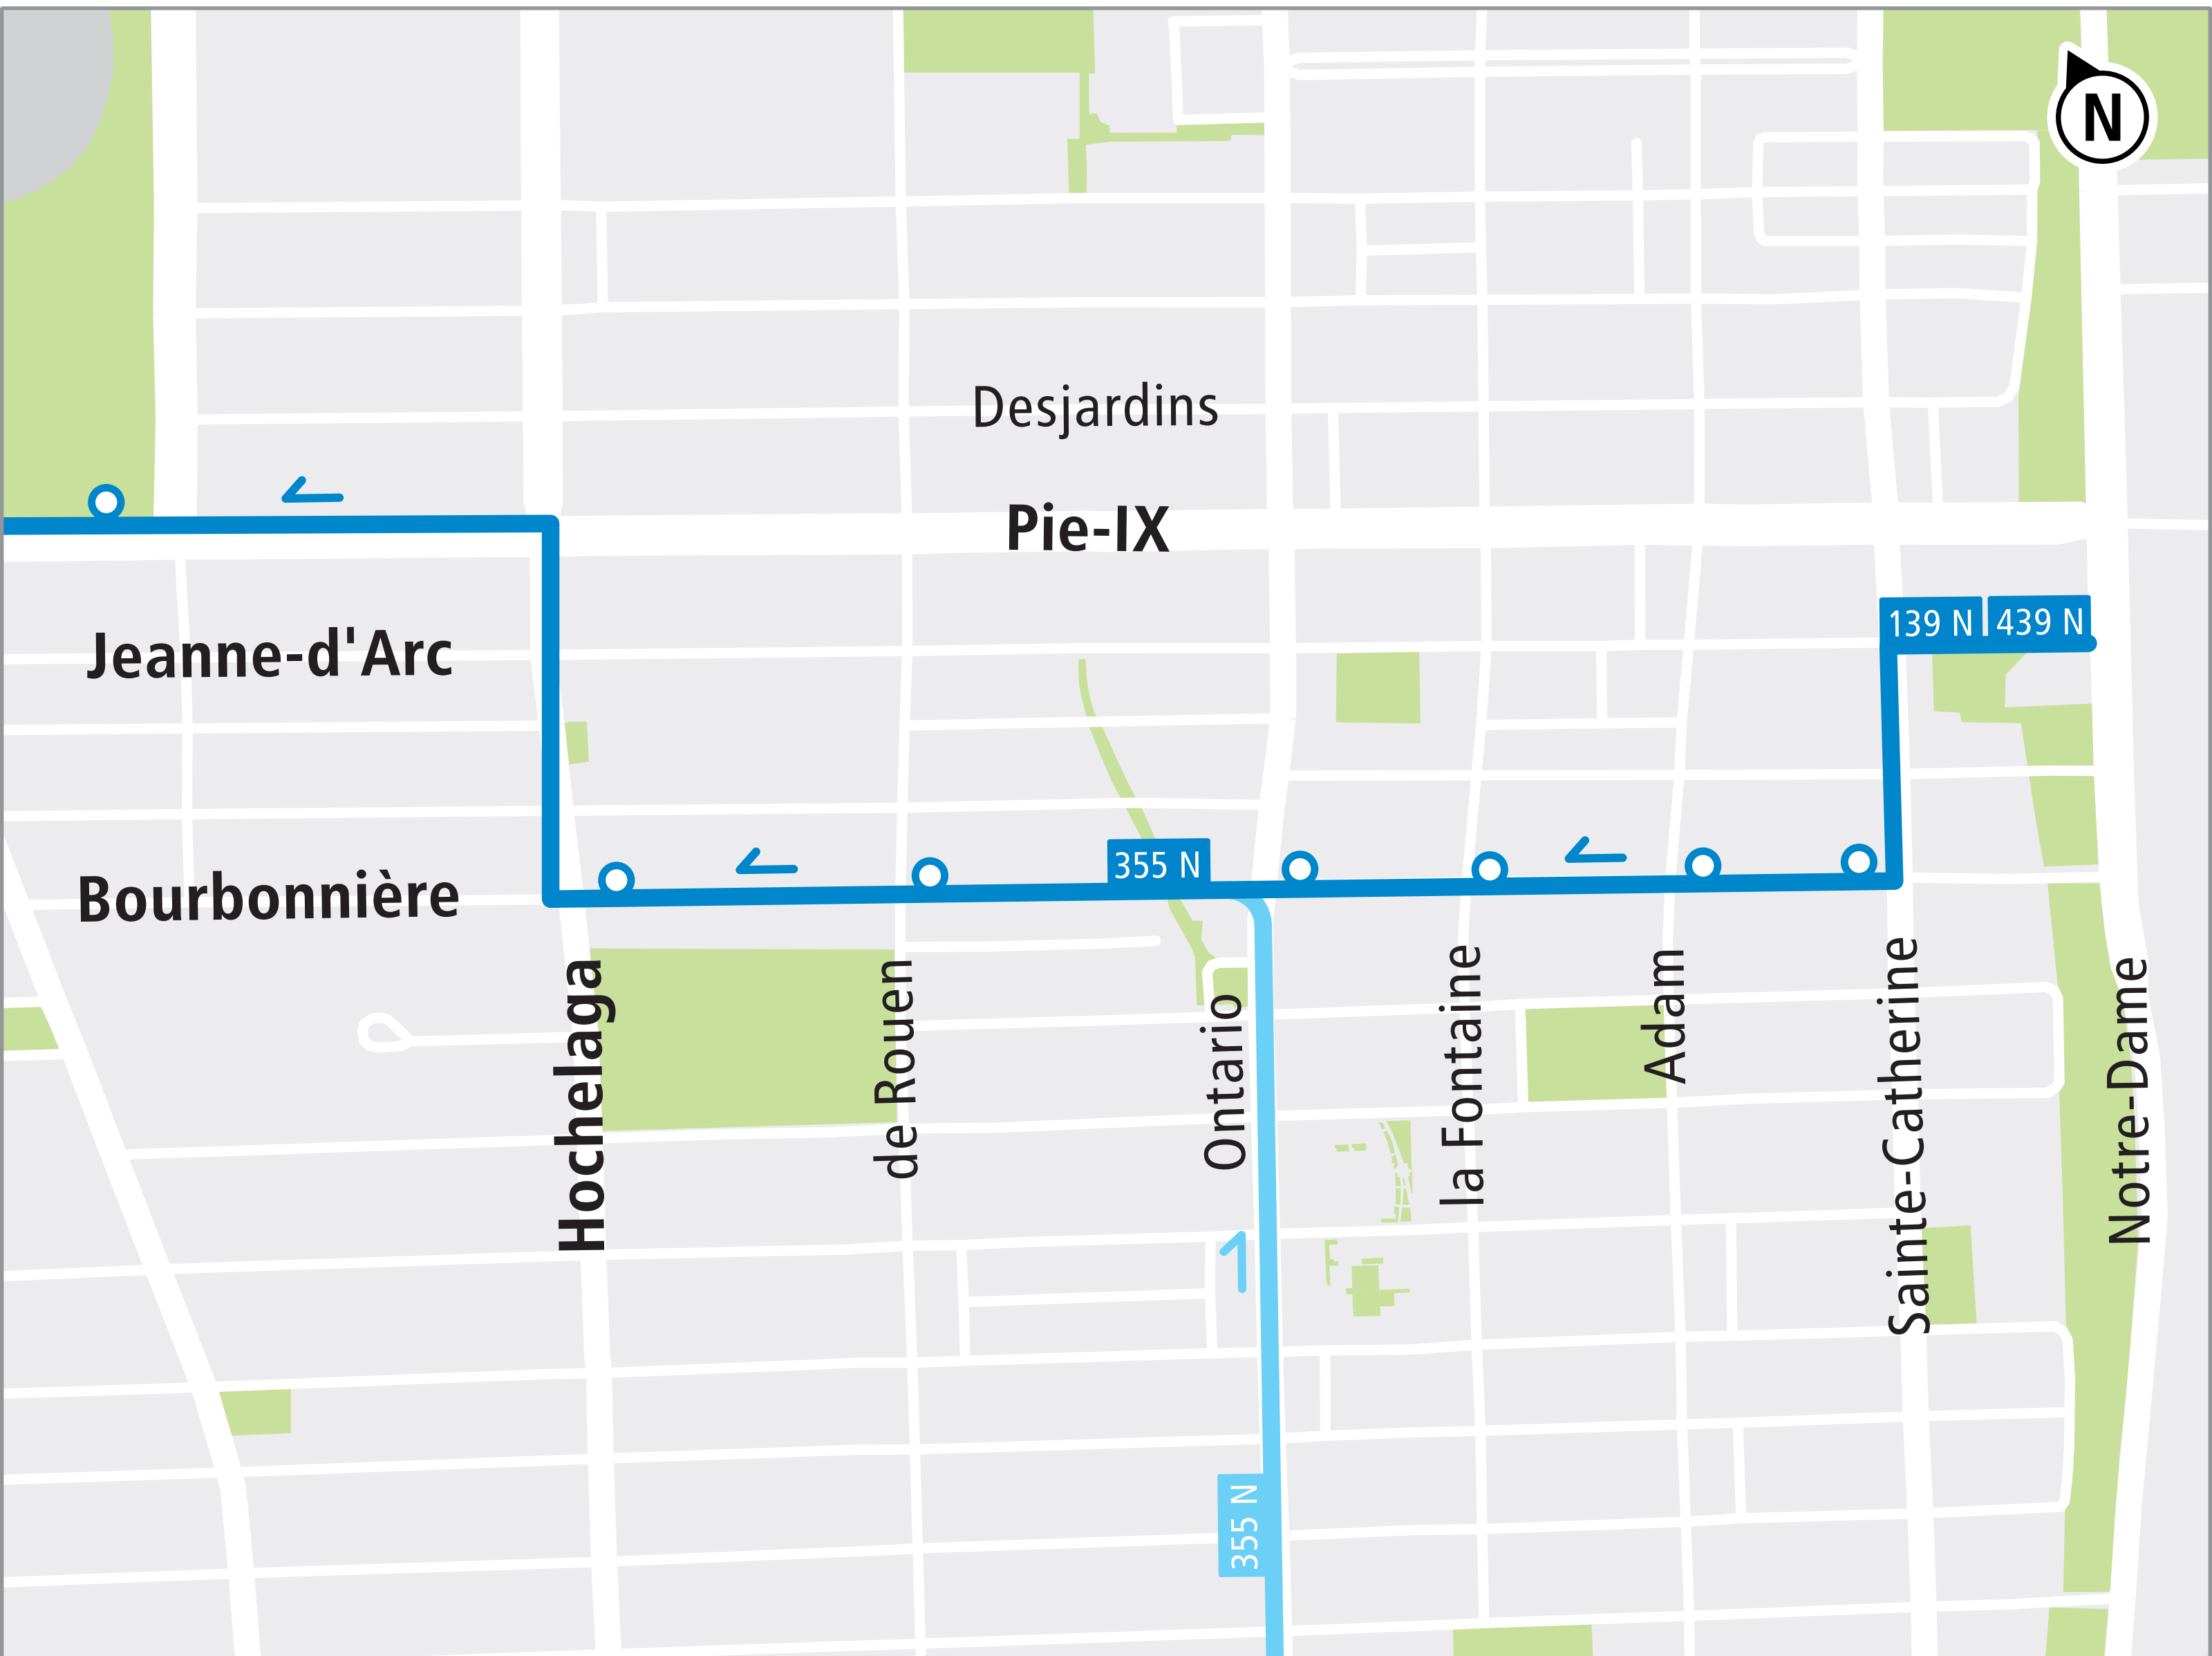 N
Desjardins
Pie-IX
139 N
439 N
Jeanne-d'Arc
355 N
Bourbonnière
Hochelaga
de Rouen
Ontario
la Fontaine
Adam
Sainte-Catherine
Notre-Dame
355 N